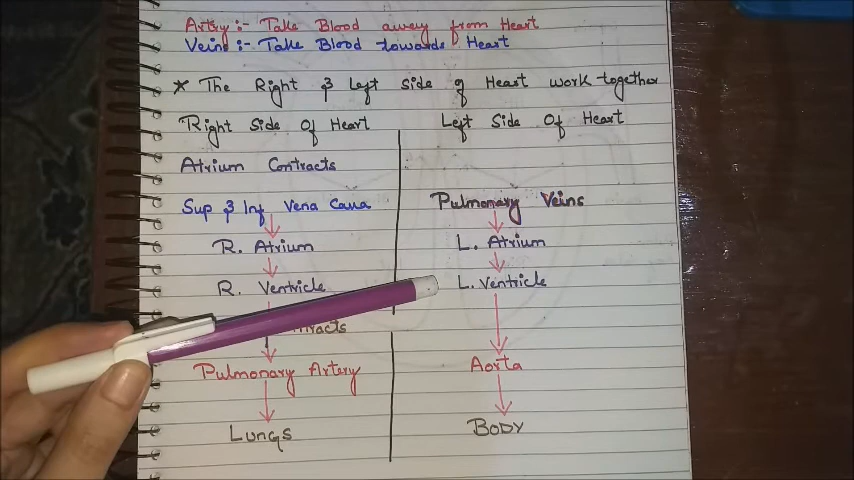 Artry :- Take Blood away from Heart
Veins :- Take Blood towards Heart
* The Right & Left side of Heart work together
Right Side Of Heart
Atrium Contracts
Sup & Inf Vena Cava
R. Atrium
R. Ventricle
Pulmonary Artery
Lungs
Left Side Of Heart
Pulmonary Veins
L. Atrium
L. Ventricle
Aorta
BODY